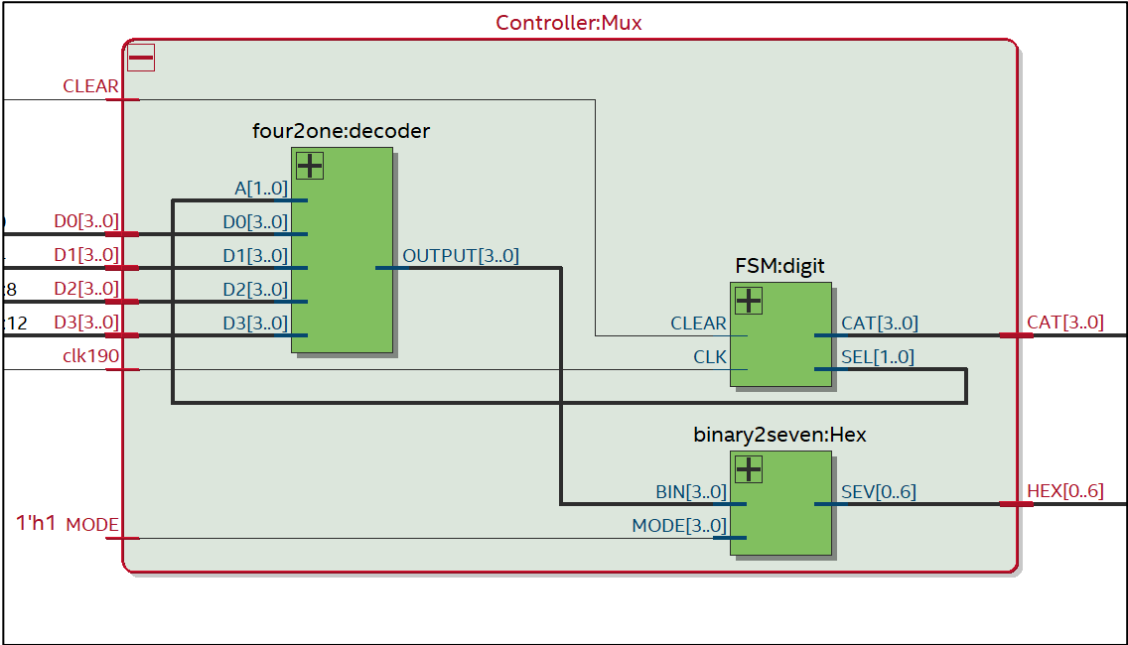 Controller:Mux
CLEAR
four2one:decoder
A[1..0]
D0[3..0] D0[3..0]
D1[3..0] D1[3..0] OUTPUT[3..0]
FSM:digit
:8 D2[3..0] D2[3..0]
:12 D3[3..0] D3[3..0] CLEAR CAT[3..0] CAT[3..0]
clk190 CLK SEL[1..0]
binary2seven:Hex
BIN[3..0] SEV[0..6] HEX[0..6]
1'h1 MODE MODE[3..0]